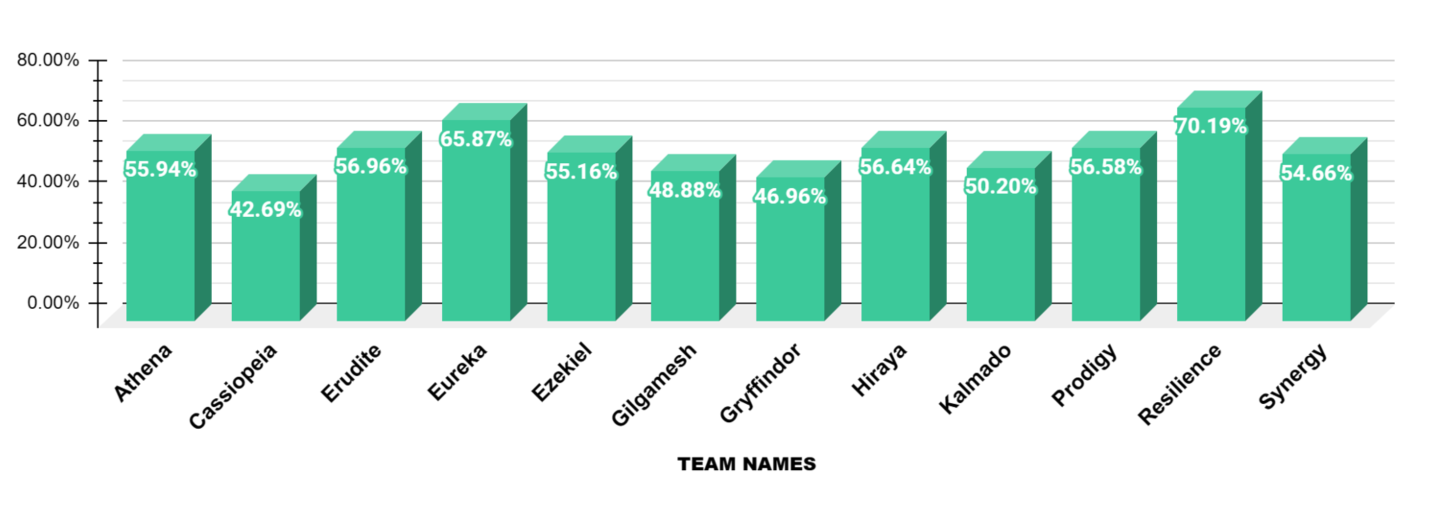 80.00%
60.00%
40.00%
20.00%
0.00%
55.94%
42.69%
56.96%
65.87%
55.16%
48.88%
46.96%
56.64%
50.20%
56.58%
70.19%
54.66%
Athena
Cassiopeia
Erudite
Eureka
Ezekiel
Gilgamesh
Gryffindor
Hiraya
Kalmado
Prodigy
Resilience
Synergy
TEAM NAMES